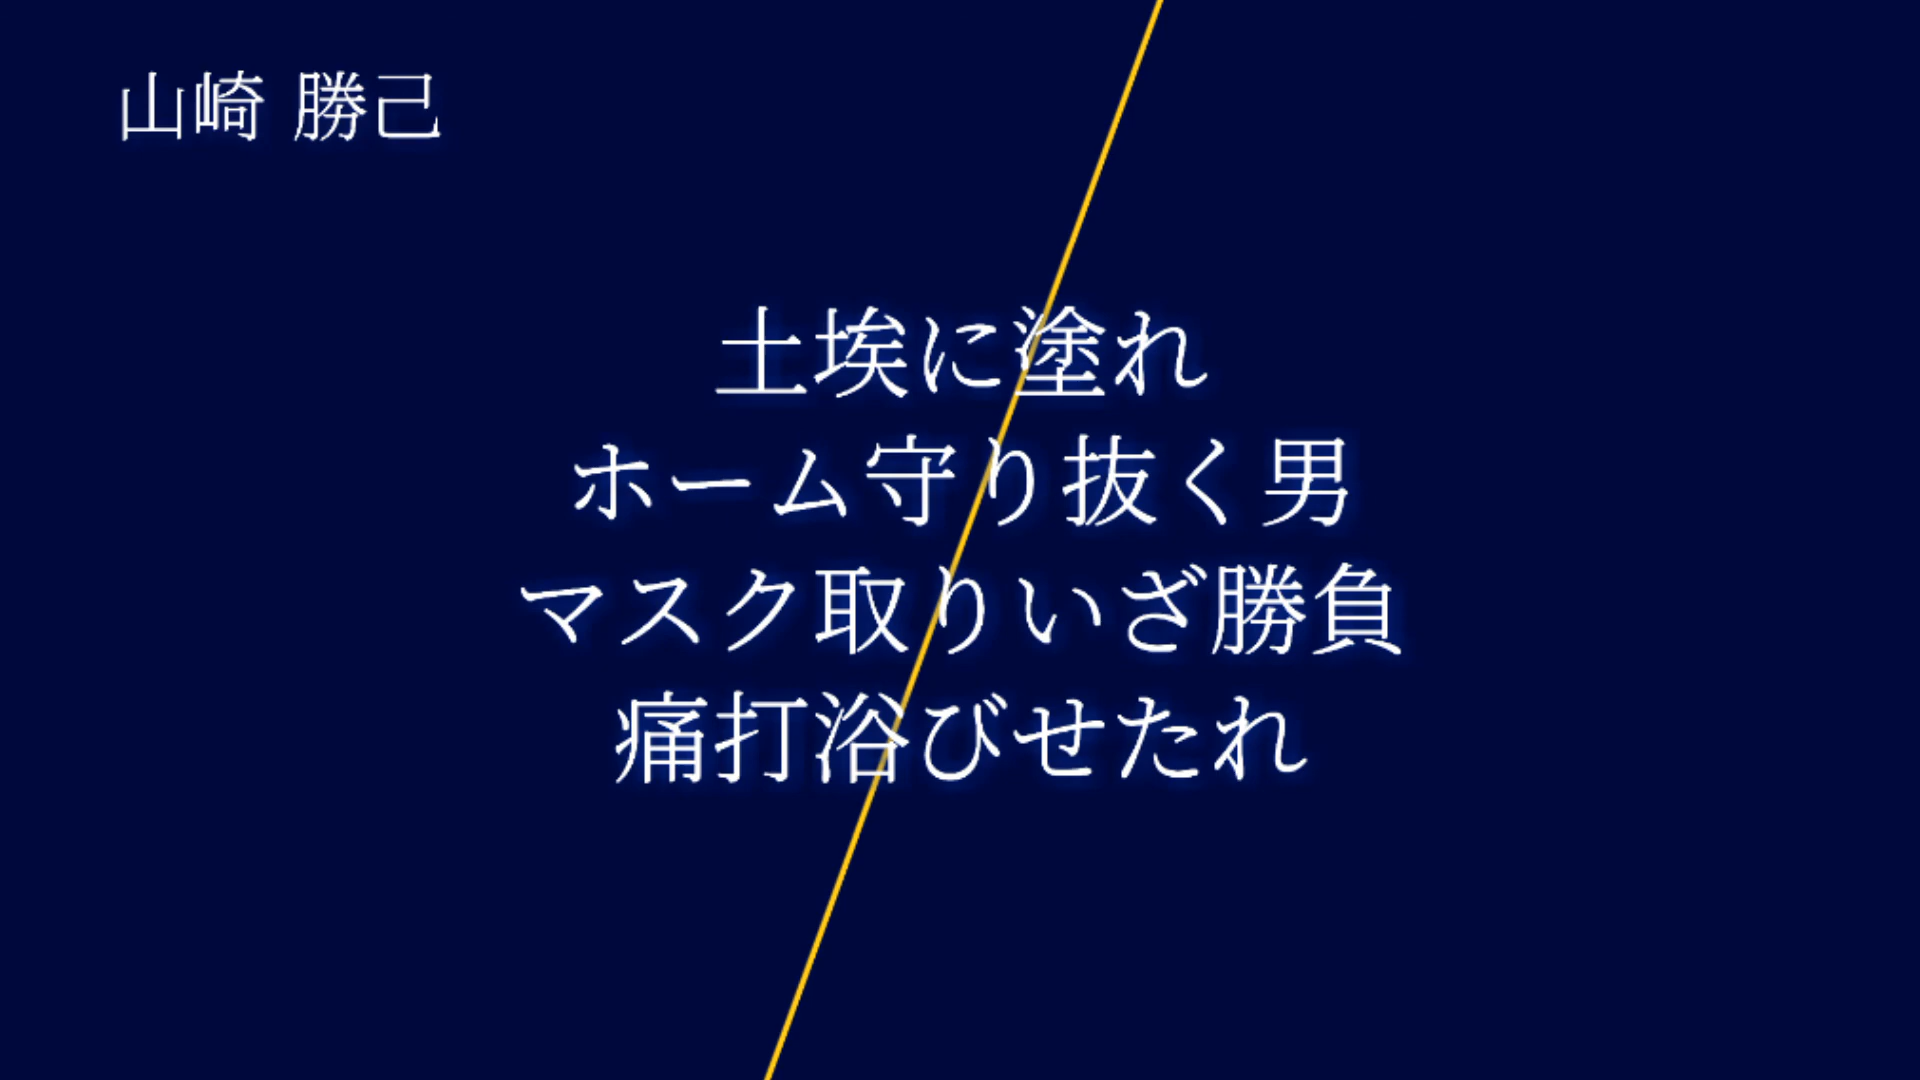 山崎 勝己
土埃に塗れ
ホーム守り抜く男
マスク取りいざ勝負
痛打浴びせたれ